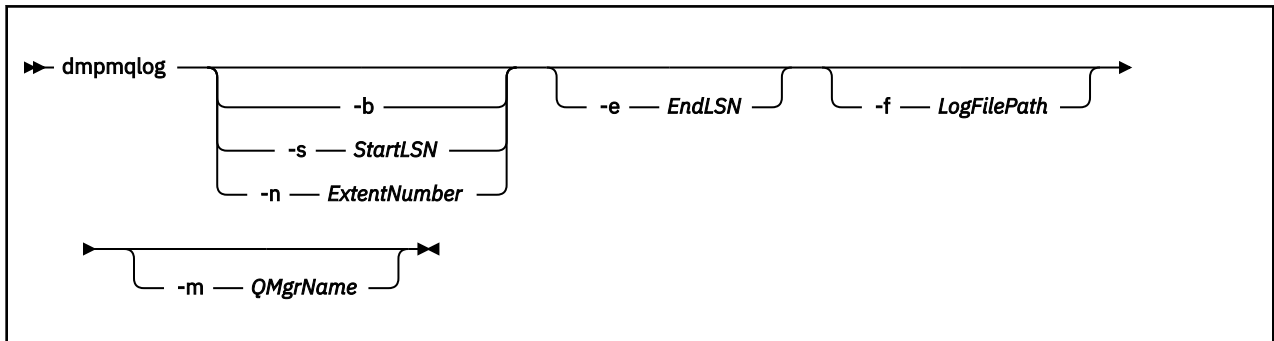 dmpmqlog
-b
-s StartLSN
-n ExtentNumber
-e EndLSN
-f LogFilePath
-m QMgrName